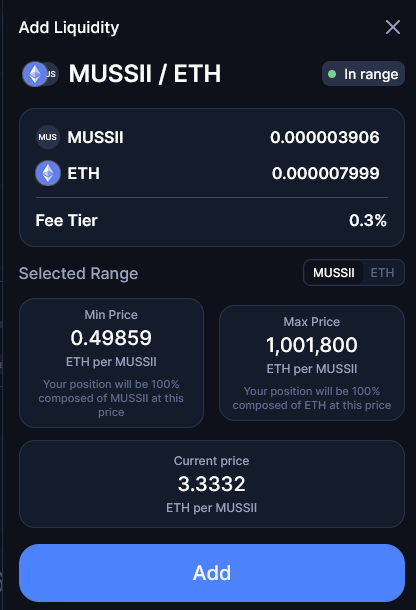 Add Liquidity
US MUSSII / ETH In range
MUS MUSSII 0.000003906
ETH 0.000007999
Fee Tier 0.3%
Selected Range MUSSII ETH
Min Price
0.49859
ETH per MUSSII
Your position will be 100%
composed of MUSSII at this
price
Max Price
1,001,800
ETH per MUSSII
Your position will be 100%
composed of ETH at this price
Current price
3.3332
ETH per MUSSII
Add